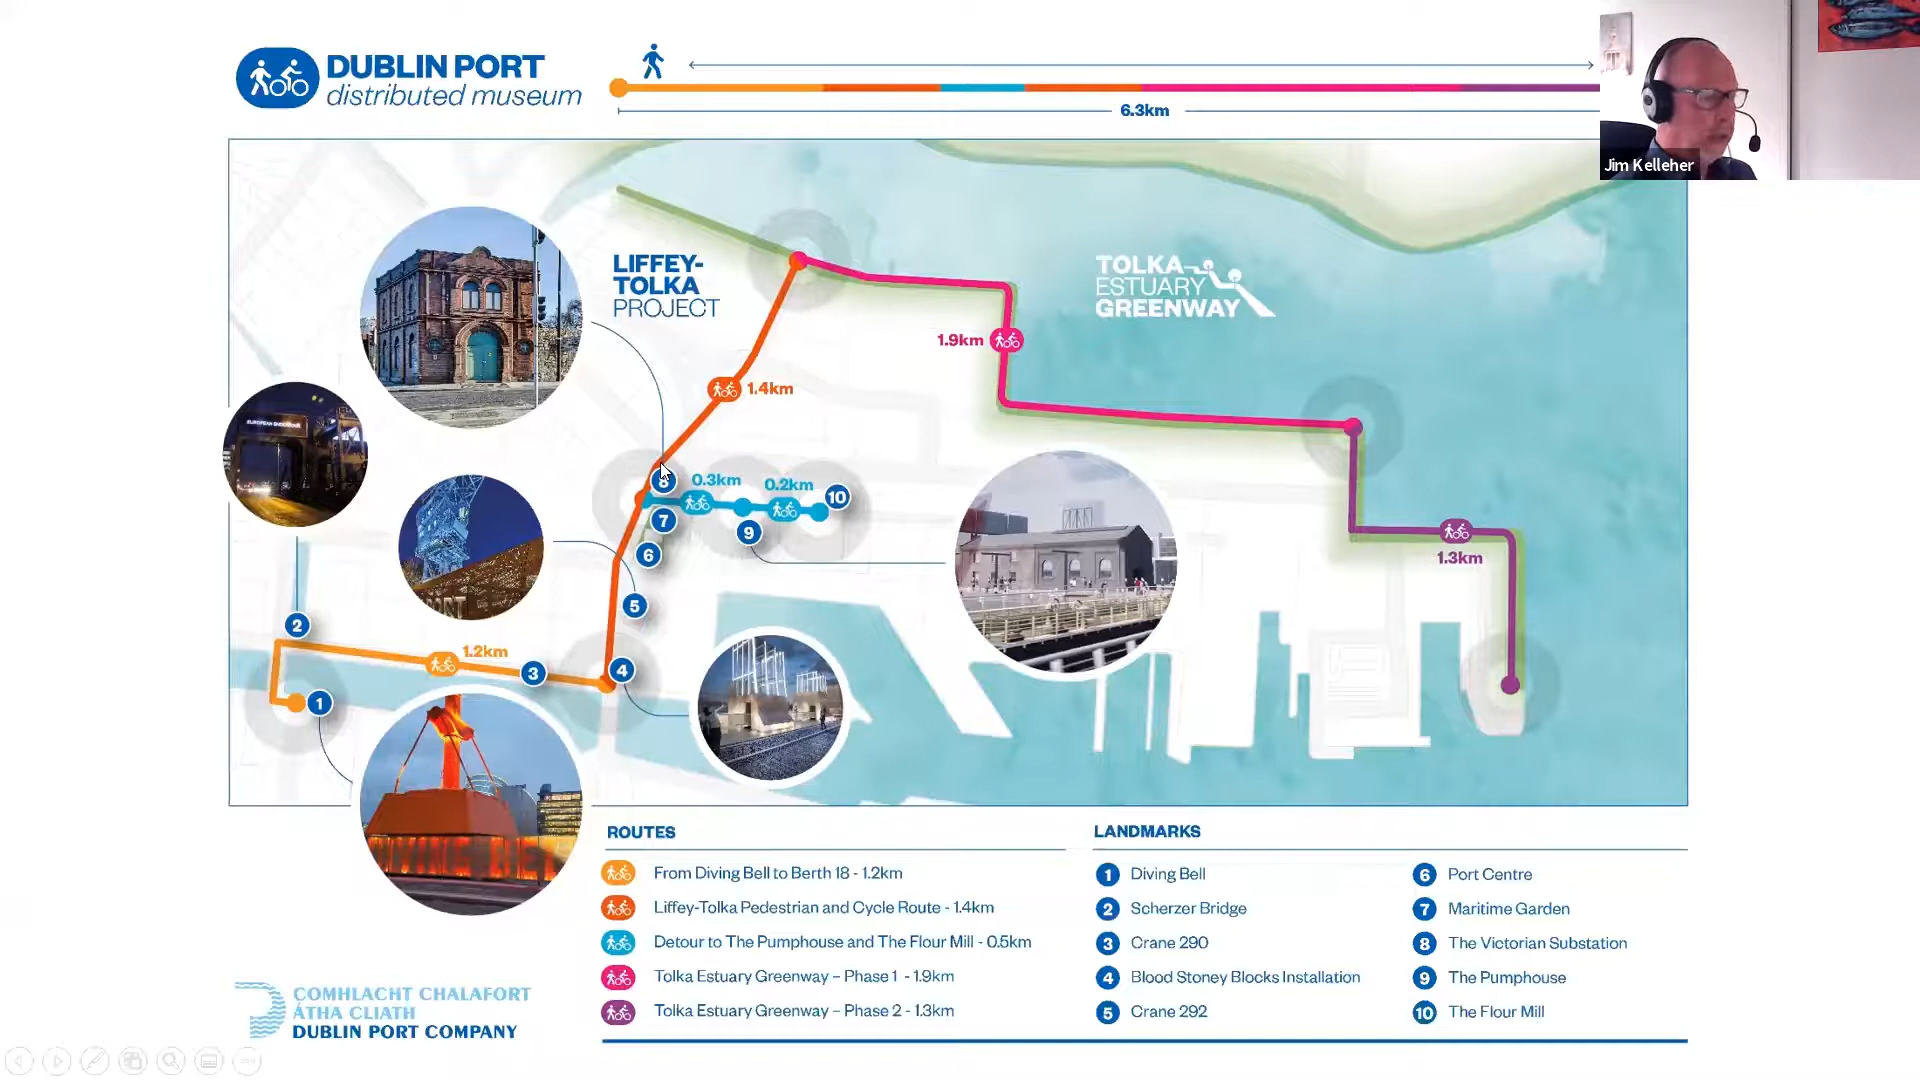 DUBLIN PORT
distributed museum
6.3km
Jim Kelleher
LIFFEY-
TOLKA
PROJECT
TOLKA
ESTUARY
GREENWAY
1.9km
1.4km
EUROPEAN ENDEAVOUR
8
0.3km
0.2km
10
7
9
6
1.3km
5
2
1.2km
3
4
1
DIVING BELL
ROUTES
From Diving Bell to Berth 18 - 1.2km
Liffey-Tolka Pedestrian and Cycle Route - 1.4km
Detour to The Pumphouse and The Flour Mill - 0.5km
Tolka Estuary Greenway – Phase 1 - 1.9km
Tolka Estuary Greenway – Phase 2 - 1.3km
LANDMARKS
1 Diving Bell
2 Scherzer Bridge
3 Crane 290
4 Blood Stoney Blocks Installation
5 Crane 292
6 Port Centre
7 Maritime Garden
8 The Victorian Substation
9 The Pumphouse
10 The Flour Mill
COMHLACHT CHALAFORT
ÁTHA CLIATH
DUBLIN PORT COMPANY